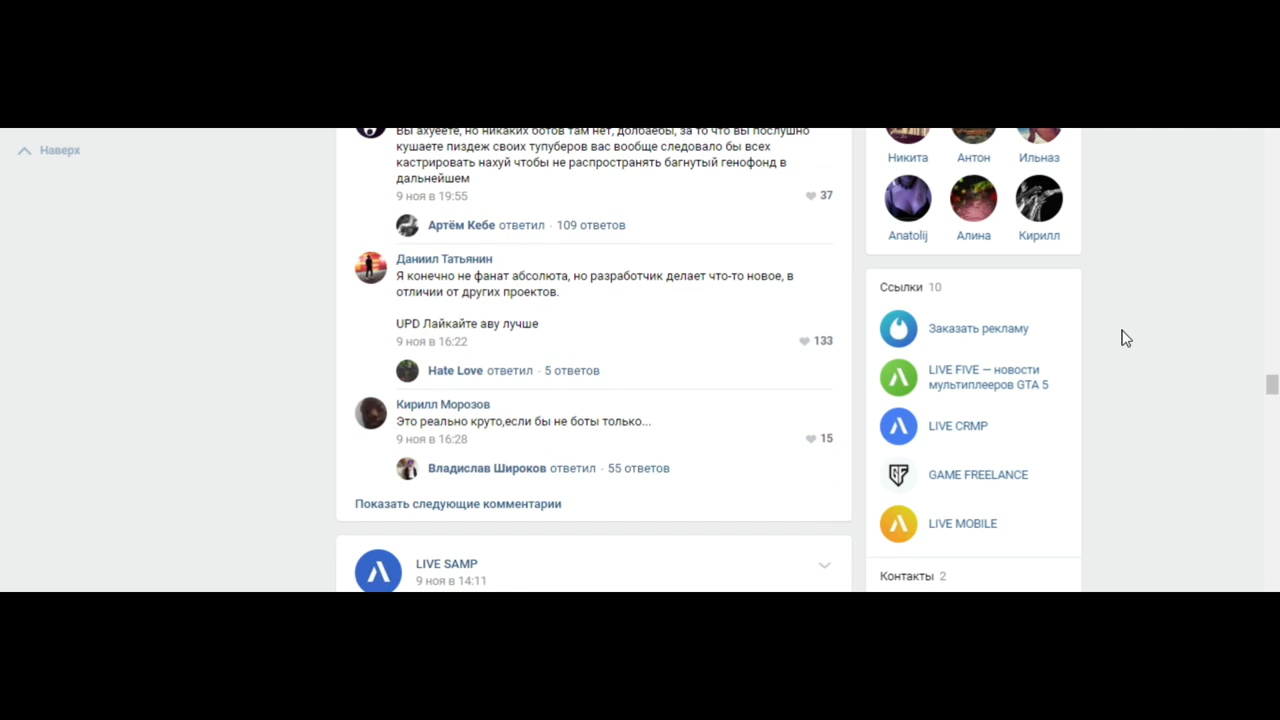 Наверх
Вы ахуеете, но никаких ботов там нет, долбаебы, за то что вы послушно
кушаете пиздеж своих тупуберов вас вообще следовало бы всех
кастрировать нахуй чтобы не распространять багнутый генофонд в
дальнейшем
9 ноя в 19:55
37
Артём Кебе ответил · 109 ответов
Даниил Татьянин
Я конечно не фанат абсолюта, но разработчик делает что-то новое, в
отличии от других проектов.
UPD Лайкайте аву лучше
9 ноя в 16:22
133
Hate Love ответил · 5 ответов
Кирилл Морозов
Это реально круто,если бы не боты только...
9 ноя в 16:28
15
Владислав Широков ответил · 55 ответов
Показать следующие комментарии
LIVE SAMP
9 ноя в 14:11
Никита
Антон
Ильназ
Anatolij
Алина
Кирилл
Ссылки 10
Заказать рекламу
LIVE FIVE — новости
мультиплееров GTA 5
LIVE CRMP
GAME FREELANCE
LIVE MOBILE
Контакты 2